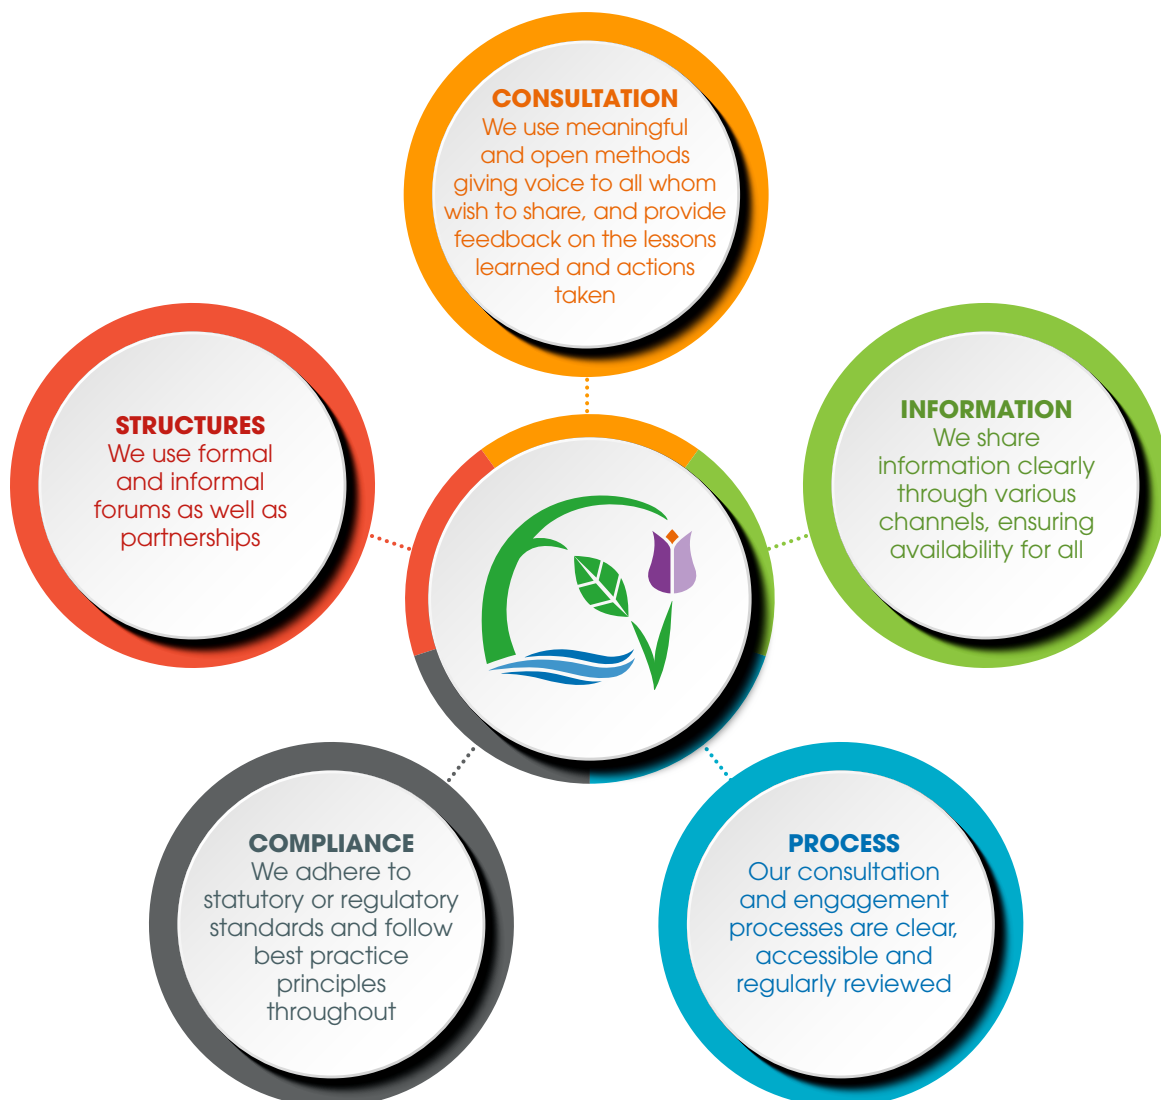 CONSULTATION
We use meaningful
and open methods
giving voice to all whom
wish to share, and provide
feedback on the lessons
learned and actions
taken
STRUCTURES
We use formal
and informal
forums as well as
partnerships
INFORMATION
We share
information clearly
through various
channels, ensuring
availability for all
COMPLIANCE
We adhere to
statutory or regulatory
standards and follow
best practice
principles
throughout
PROCESS
Our consultation
and engagement
processes are clear,
accessible and
regularly reviewed